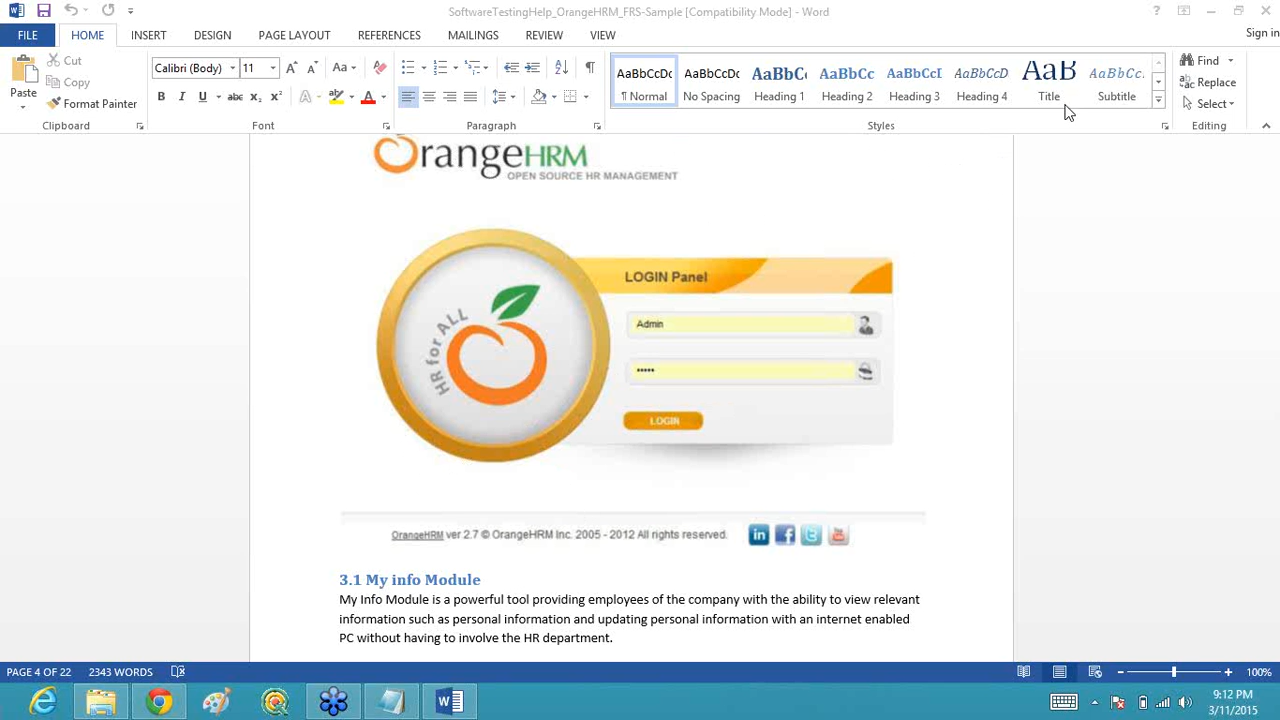 SoftwareTestingHelp_OrangeHRM_FRS-Sample [Compatibility Mode] - Word
FILE HOME INSERT DESIGN PAGE LAYOUT REFERENCES MAILINGS REVIEW VIEW Sign in
Paste
Cut
Copy
Format Painter
Clipboard
Calibri (Body) 11
Font
Paragraph
AaBbCcDc AaBbCcDc AaBbCc AaBbCc AaBbCcI AaBbCcD AaB AaBbCc.
¶ Normal No Spacing Heading 1 Heading 2 Heading 3 Heading 4 Title Subtitle
Styles
Find
Replace
Select
Editing
OrangeHRM
OPEN SOURCE HR MANAGEMENT
HR for ALL
LOGIN Panel
Admin
•••••
LOGIN
OrangeHRM ver 2.7 © OrangeHRM Inc. 2005 - 2012 All rights reserved.
3.1 My info Module
My Info Module is a powerful tool providing employees of the company with the ability to view relevant
information such as personal information and updating personal information with an internet enabled
PC without having to involve the HR department.
PAGE 4 OF 22 2343 WORDS 100%
9:12 PM
3/11/2015